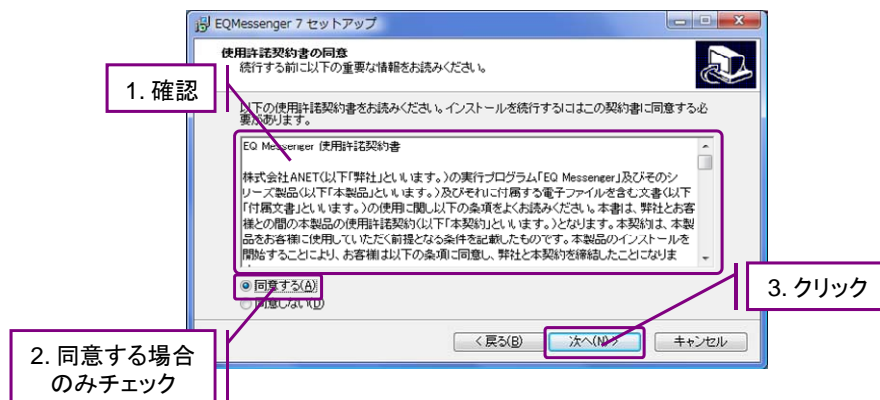 EQMessenger 7 セットアップ
使用許諾契約書の同意
続行する前に以下の重要な情報をお読みください。
1. 確認
以下の使用許諾契約書をお読みください。インストールを続行するにはこの契約書に同意する必
要があります。
EQ Messenger 使用許諾契約書
株式会社ANET(以下「弊社」といいます。)の実行プログラム「EQ Messenger」及びそのシ
リーズ製品(以下「本製品」といいます。)及びそれに付属する電子ファイルを含む文書(以下
「付属文書」といいます。)の使用に関し以下の条項をよくお読みください。本書は、弊社とお客
様との間の本製品の使用許諾契約(以下「本契約」といいます。)となります。本契約は、本製
品をお客様に使用していただく前提となる条件を記載したものです。本製品のインストールを
開始することにより、お客様は以下の条項に同意し、弊社と本契約を締結したことになりま
同意する(A)
同意しない(D)
3. クリック
< 戻る(B)
次へ(N) >
キャンセル
2. 同意する場合
のみチェック